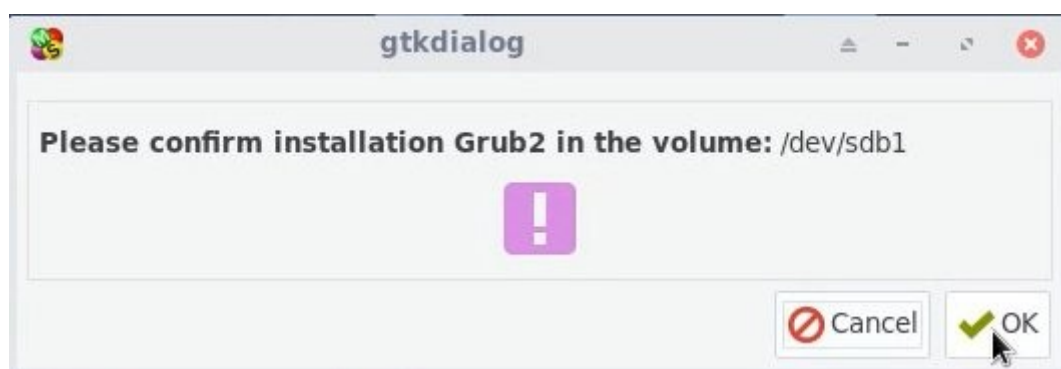 gtkdialog
Please confirm installation Grub2 in the volume: /dev/sdb1
Cancel
OK